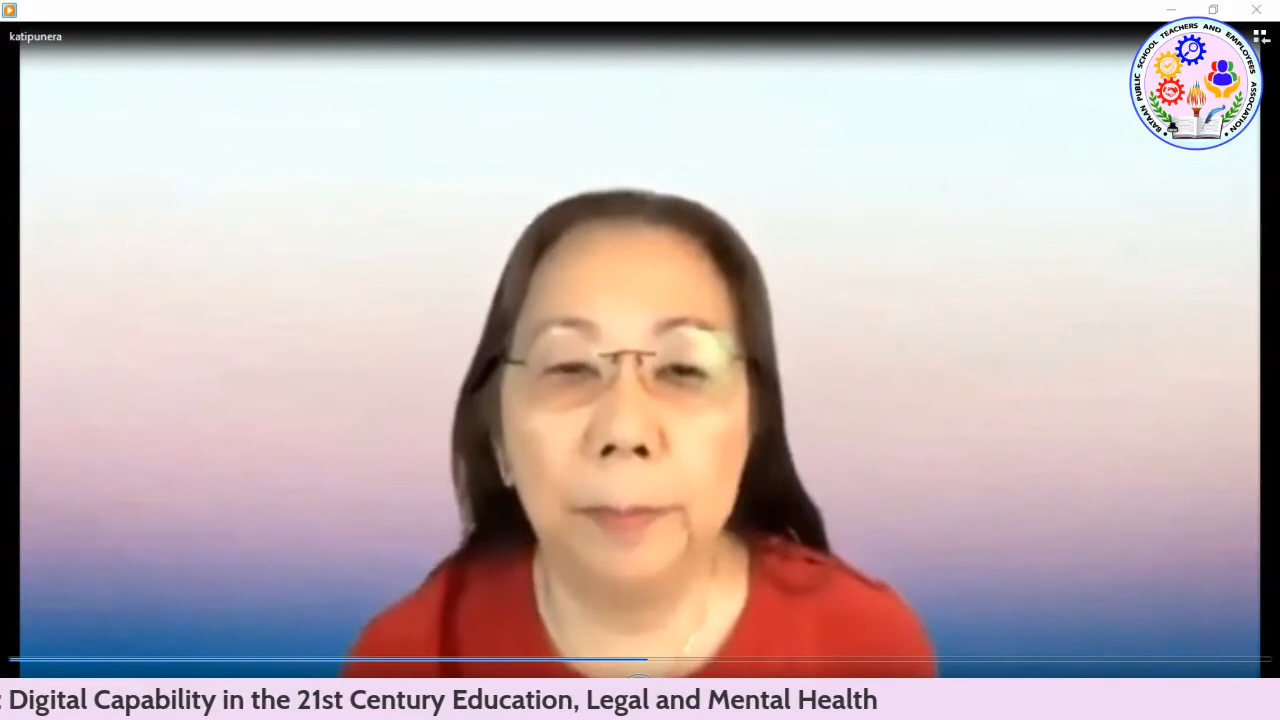 katipunera
BATAAN PUBLIC SCHOOL TEACHERS AND EMPLOYEES ASSOCIATION
: Digital Capability in the 21st Century Education, Legal and Mental Health